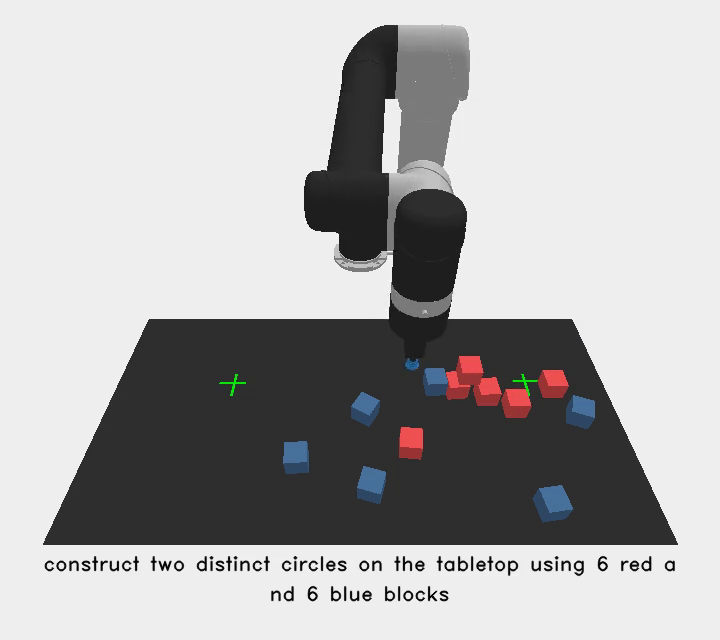 construct two distinct circles on the tabletop using 6 red a
nd 6 blue blocks